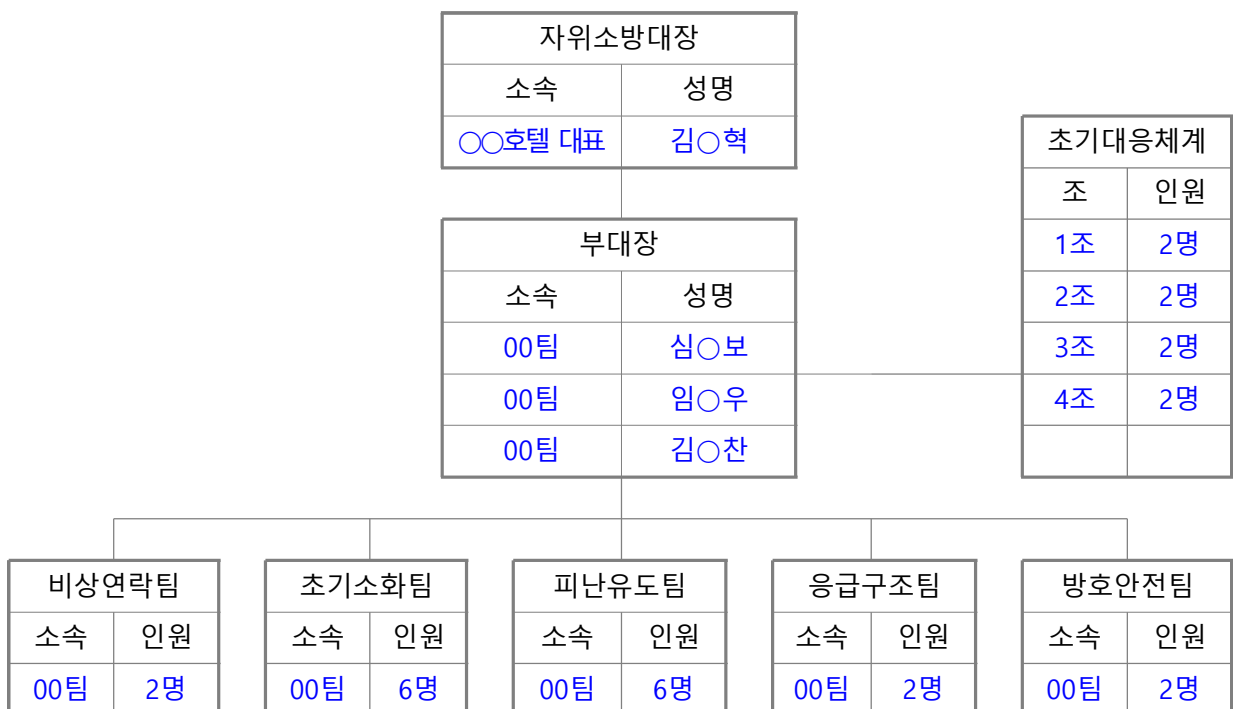 자위소방대장
소속 성명
○○호텔 대표 김○혁
초기대응체계
조 인원
1조 2명
2조 2명
3조 2명
4조 2명
부대장
소속 성명
00팀 심○보
00팀 임○우
00팀 김○찬
비상연락팀
소속 인원
00팀 2명
초기소화팀
소속 인원
00팀 6명
피난유도팀
소속 인원
00팀 6명
응급구조팀
소속 인원
00팀 2명
방호안전팀
소속 인원
00팀 2명